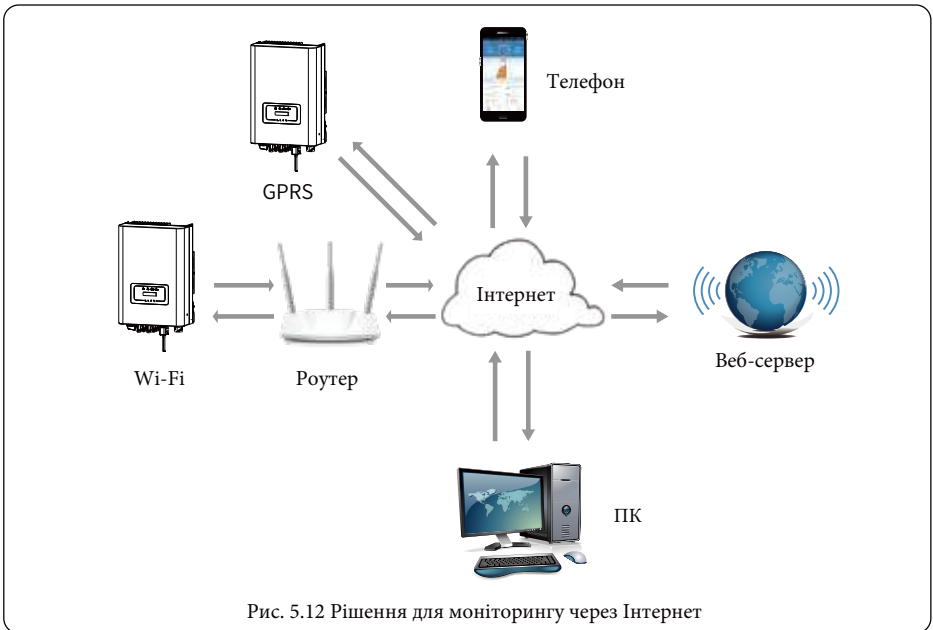 Телефон
GPRS
Інтернет
Веб-сервер
Wi-Fi
Роутер
ПК
Рис. 5.12 Рішення для моніторингу через Інтернет